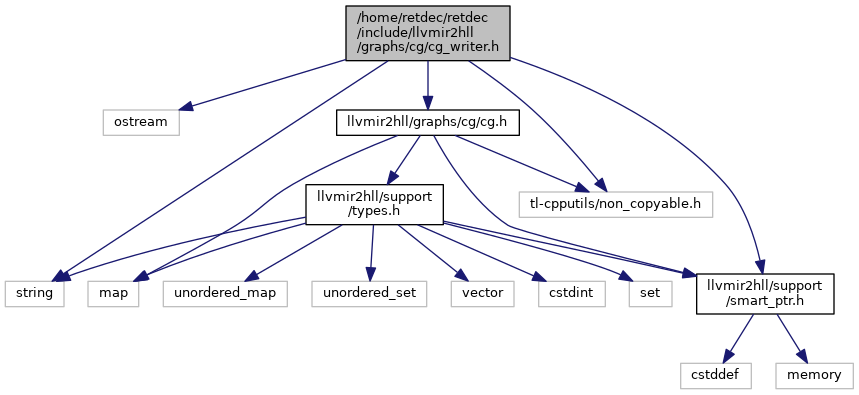 /home/retdec/retdec
/include/llvmir2hll
/graphs/cg/cg_writer.h
ostream
llvmir2hll/graphs/cg/cg.h
llvmir2hll/support
/types.h
tl-cpputils/non_copyable.h
string
map
unordered_map
unordered_set
vector
cstdint
set
llvmir2hll/support
/smart_ptr.h
cstddef
memory